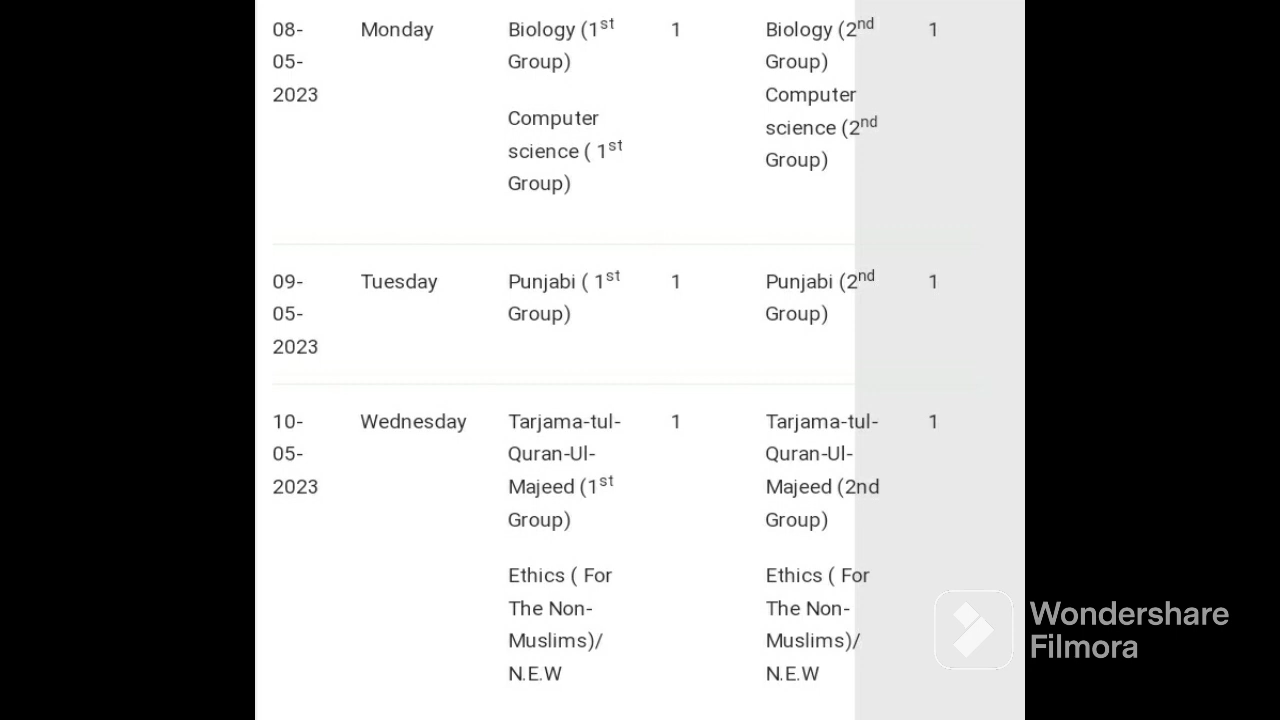 08-
05-
2023
Monday
Biology (1st
Group)
Computer
science ( 1st
Group)
1
Biology (2nd
Group)
Computer
science (2nd
Group)
1
09-
05-
2023
Tuesday
Punjabi ( 1st
Group)
1
Punjabi (2nd
Group)
1
10-
05-
2023
Wednesday
Tarjama-tul-
Quran-Ul-
Majeed (1st
Group)
Ethics ( For
The Non-
Muslims)/
N.E.W
1
Tarjama-tul-
Quran-Ul-
Majeed (2nd
Group)
Ethics ( For
The Non-
Muslims)/
N.E.W
1
Wondershare
Filmora